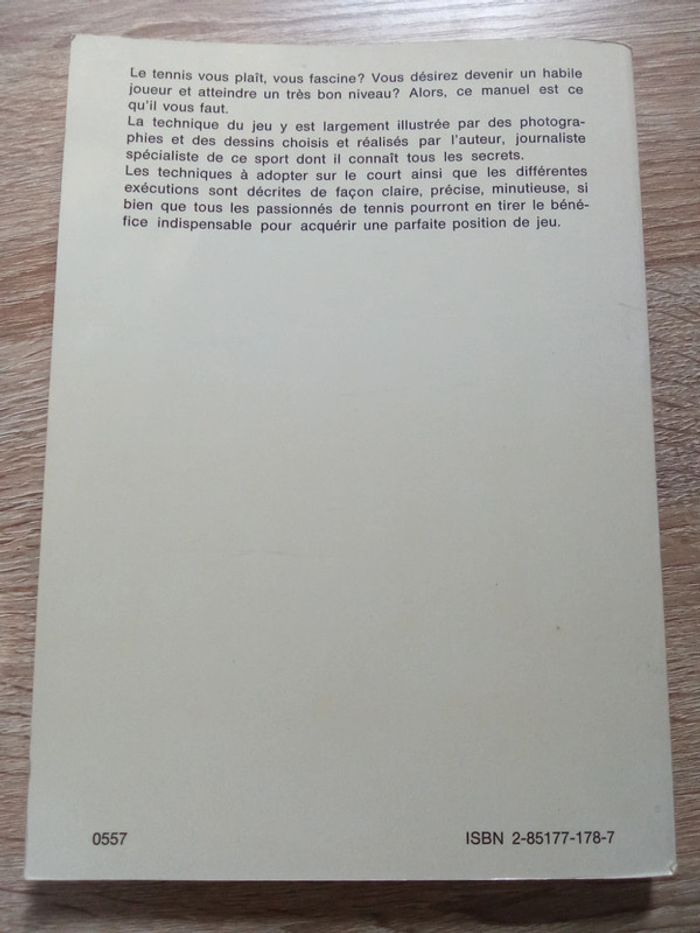 Le tennis vous plaît, vous fascine? Vous désirez devenir un habile
joueur et atteindre un très bon niveau? Alors, ce manuel est ce
qu'il vous faut.
La technique du jeu y est largement illustrée par des photogra-
phies et des dessins choisis et réalisés par l'auteur, journaliste
spécialiste de ce sport dont il connaît tous les secrets.
Les techniques à adopter sur le court ainsi que les différentes
exécutions sont décrites de façon claire, précise, minutieuse, si
bien que tous les passionnés de tennis pourront en tirer le béné-
fice indispensable pour acquérir une parfaite position de jeu.
0557
ISBN 2-85177-178-7